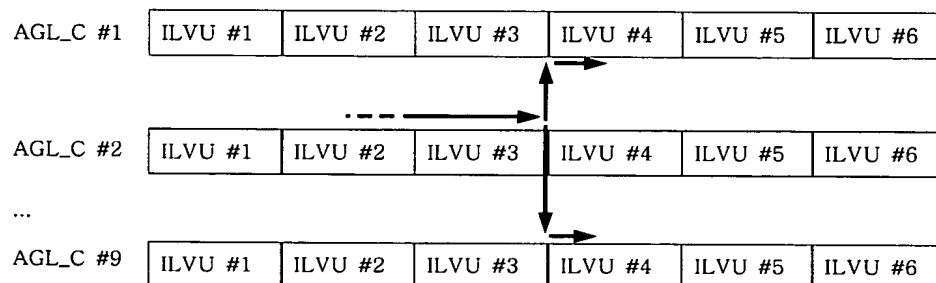 AGL_C #1 ILVU #1 ILVU #2 ILVU #3 ILVU #4 ILVU #5 ILVU #6
AGL_C #2 ILVU #1 ILVU #2 ILVU #3 ILVU #4 ILVU #5 ILVU #6
...
AGL_C #9 ILVU #1 ILVU #2 ILVU #3 ILVU #4 ILVU #5 ILVU #6